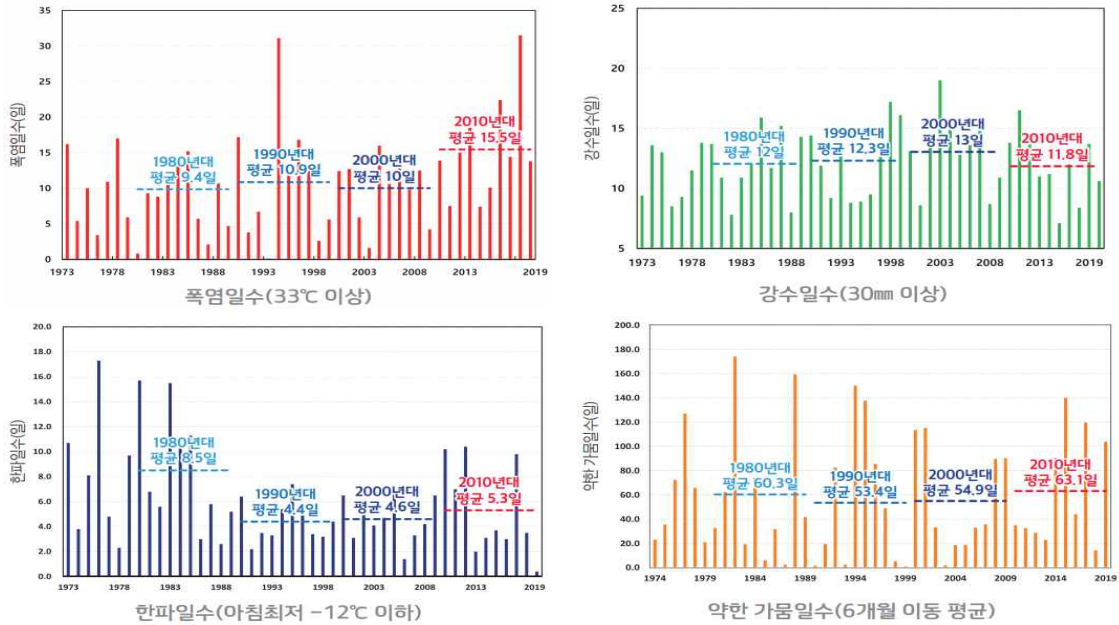 폭염일수(일)
35
30
25
20
15
10
5
0
1980년대
평균 9.4일
1990년대
평균 10.9일
2000년대
평균 10일
2010년대
평균 15.5일
1973 1978 1983 1988 1993 1998 2003 2008 2013 2019
폭염일수(33℃ 이상)
강수일수(일)
25
20
15
10
5
1980년대
평균 12일
1990년대
평균 12.3일
2000년대
평균 13일
2010년대
평균 11.8일
1973 1978 1983 1988 1993 1998 2003 2008 2013 2019
강수일수(30㎜ 이상)
한파일수(일)
20.0
18.0
16.0
14.0
12.0
10.0
8.0
6.0
4.0
2.0
0.0
1980년대
평균 8.5일
1990년대
평균 4.4일
2000년대
평균 4.6일
2010년대
평균 5.3일
1973 1978 1983 1988 1993 1998 2003 2008 2013 2019
한파일수(아침최저 −12℃ 이하)
약한 가뭄일수(일)
200.0
180.0
160.0
140.0
120.0
100.0
80.0
60.0
40.0
20.0
0.0
1980년대
평균 60.3일
1990년대
평균 53.4일
2000년대
평균 54.9일
2010년대
평균 63.1일
1974 1979 1984 1989 1994 1999 2004 2009 2014 2019
약한 가뭄일수(6개월 이동 평균)